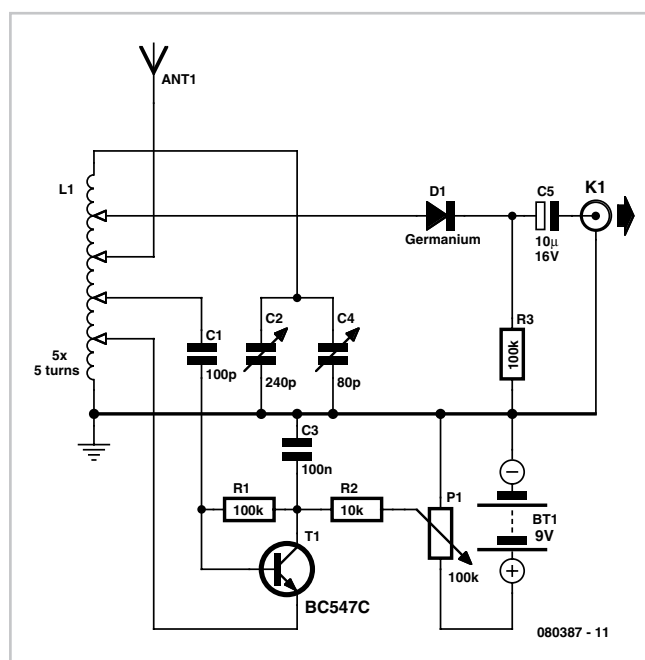 ANT1
L1
D1
C5
K1
Germanium
10µ
16V
R3
100k
C1
C2
C4
5x
5 turns
100p
240p
80p
C3
100n
R1
R2
P1
100k
10k
BT1
9V
T1
100k
BC547C
080387 - 11